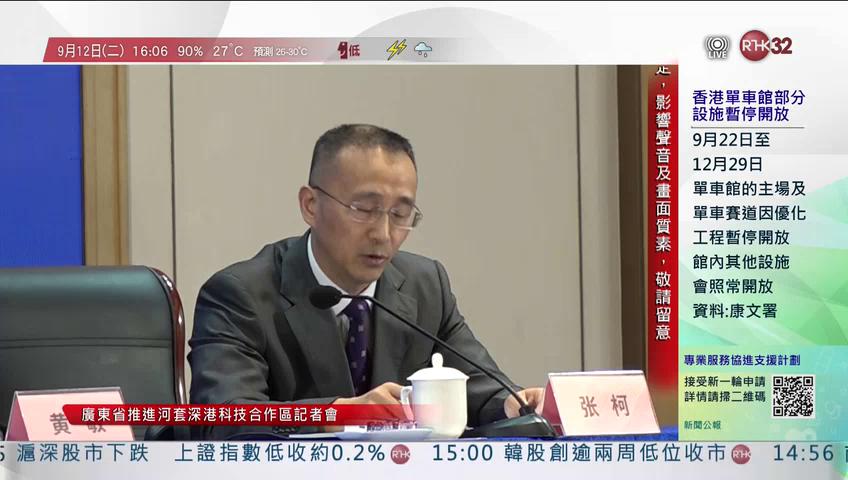 9月12日(二) 16:06 90% 27°C 預測 26-30°C 低
LIVE RTHK32
定，影響聲音及畫面質素，敬請留意
香港單車館部分
設施暫停開放
9月22日至
12月29日
單車館的主場及
單車賽道因優化
工程暫停開放
館內其他設施
會照常開放
資料:康文署
專業服務協進支援計劃
接受新一輪申請
詳情請掃二維碼
新聞公報
张 柯
廣東省推進河套深港科技合作區記者會
黄
滬深股市下跌 上證指數低收約0.2% RTHK 15:00 韓股創逾兩周低位收市 RTHK 14:56